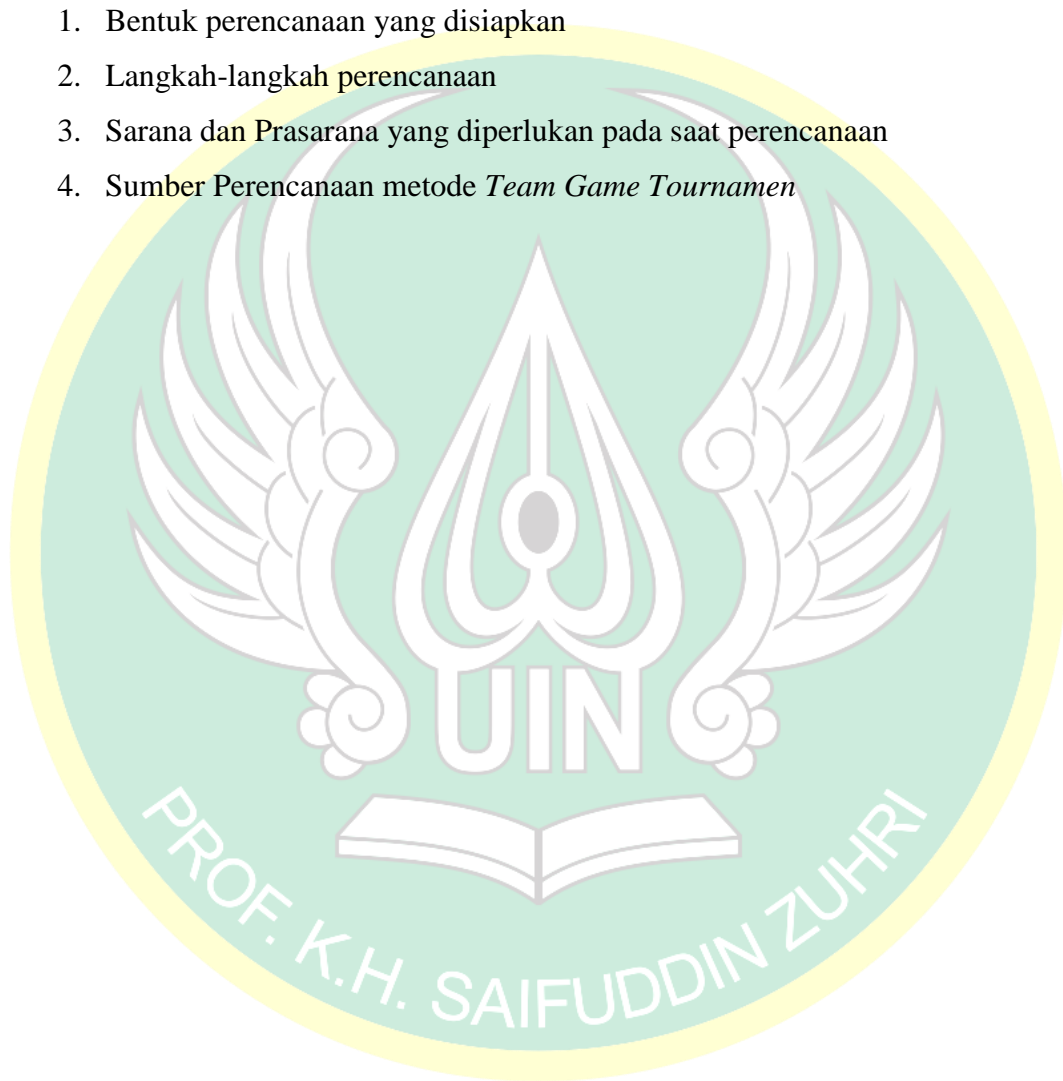 1. Bentuk perencanaan yang disiapkan
2. Langkah-langkah perencanaan
3. Sarana dan Prasarana yang diperlukan pada saat perencanaan
4. Sumber Perencanaan metode Team Game Tournamen
UIN
PROF. K.H. SAIFUDDIN ZUHRI